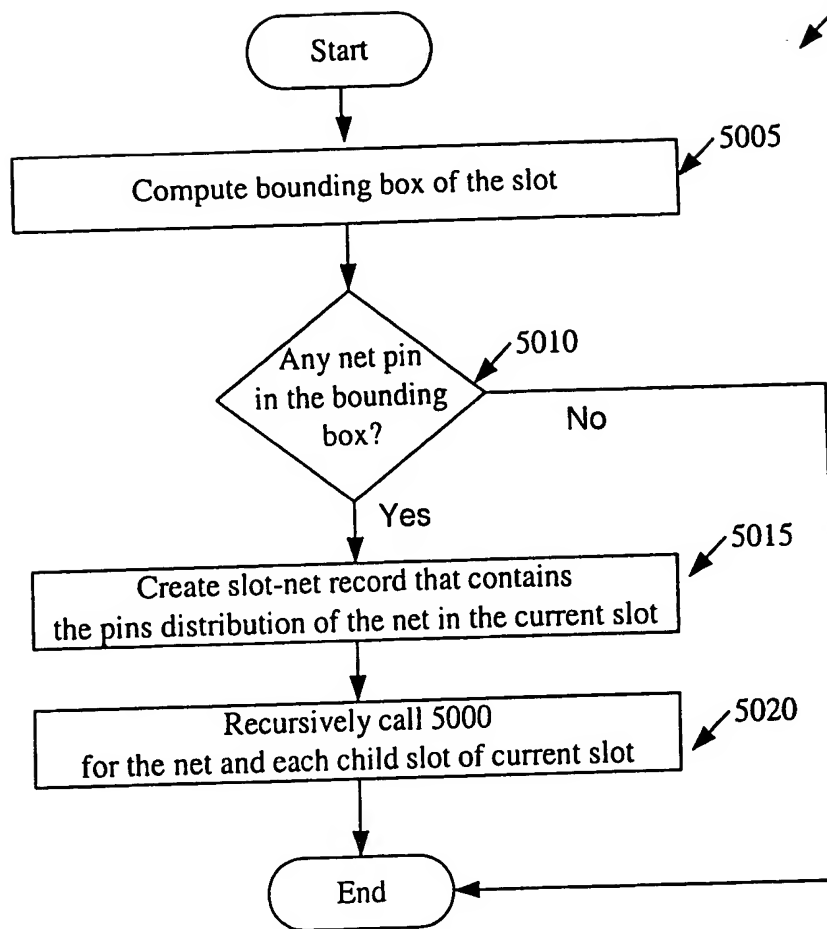 Start
5005
Compute bounding box of the slot
5010
Any net pin
in the bounding
box?
No
Yes
5015
Create slot-net record that contains
the pins distribution of the net in the current slot
5020
Recursively call 5000
for the net and each child slot of current slot
End